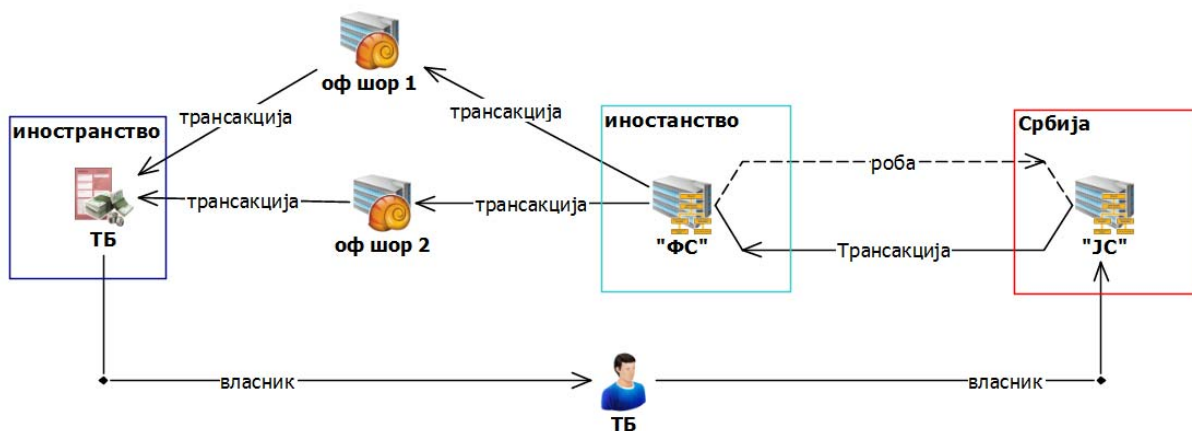 оф шор 1
трансакција
трансакција
иностранство
ТБ
трансакција
оф шор 2
трансакција
иностанство
"ФС"
роба
Трансакција
Србија
"ЈС"
власник
ТБ
власник